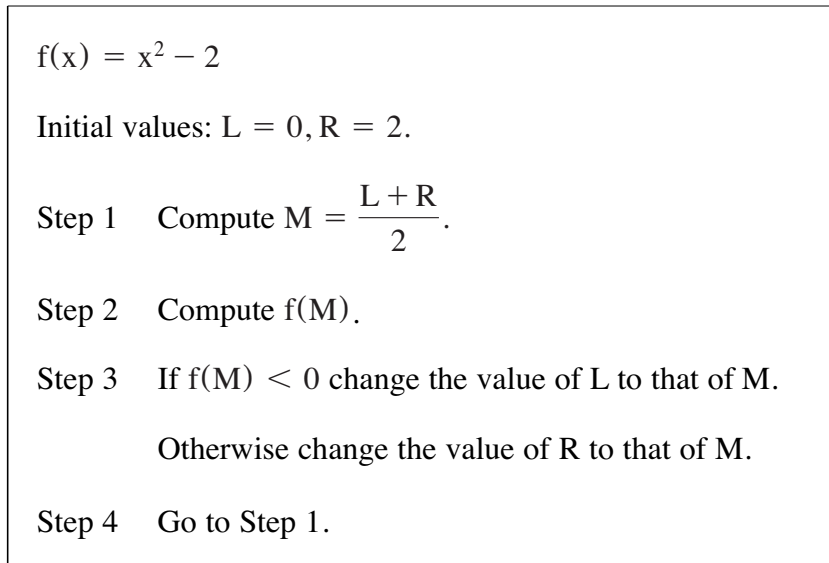 f(x) = x² − 2
Initial values: L = 0, R = 2.
Step 1 Compute M = (L + R)/2.
Step 2 Compute f(M).
Step 3 If f(M) < 0 change the value of L to that of M.
Otherwise change the value of R to that of M.
Step 4 Go to Step 1.